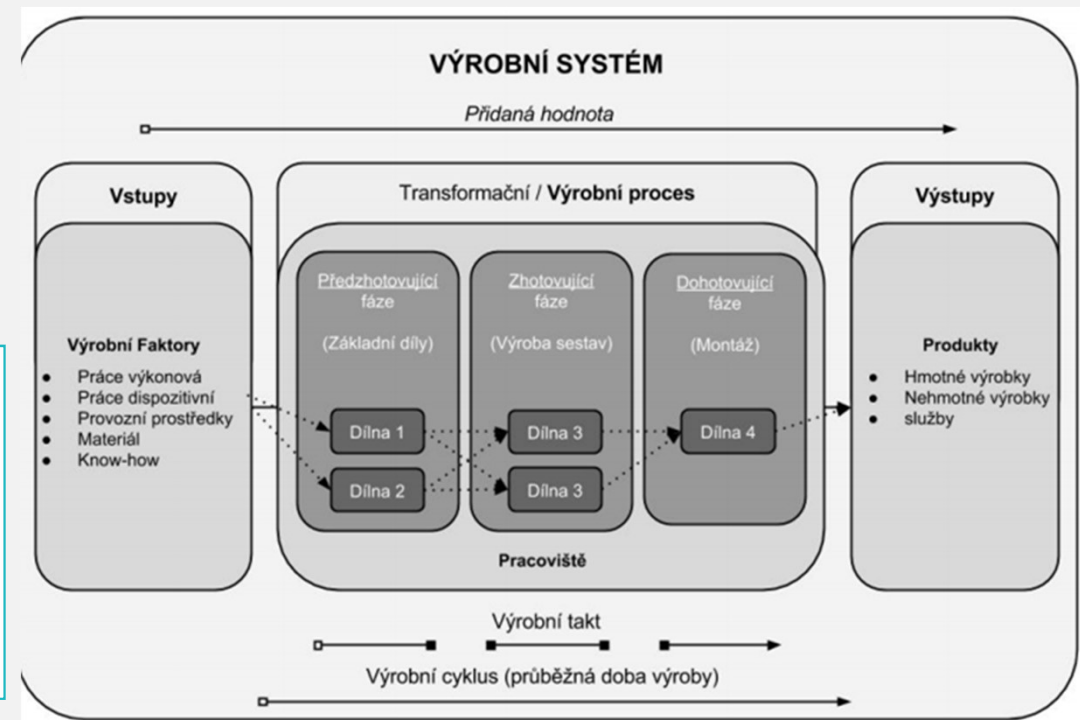 VÝROBNÍ SYSTÉM
Přidaná hodnota
Vstupy
Výrobní Faktory
● Práce výkonová
● Práce dispozitivní
● Provozní prostředky
● Materiál
● Know-how
Transformační / Výrobní proces
Předzhotovující
fáze
(Základní díly)
Dílna 1
Dílna 2
Zhotovující
fáze
(Výroba sestav)
Dílna 3
Dílna 3
Dohotovující
fáze
(Montáž)
Dílna 4
Pracoviště
Výstupy
Produkty
● Hmotné výrobky
● Nehmotné výrobky
● služby
Výrobní takt
Výrobní cyklus (průběžná doba výroby)